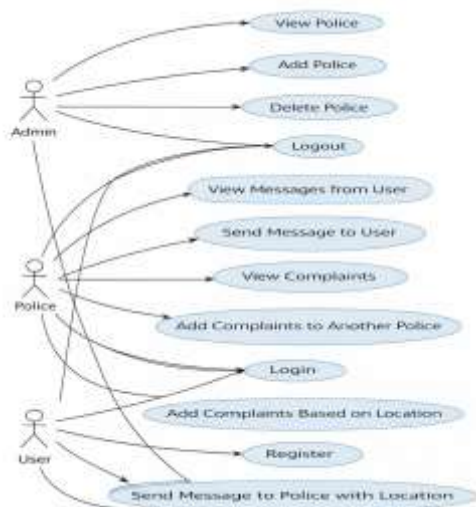 View Police
Add Police
Delete Police
Admin
Logout
View Messages from User
Send Message to User
View Complaints
Police
Add Complaints to Another Police
Login
Add Complaints Based on Location
User
Register
Send Message to Police with Location